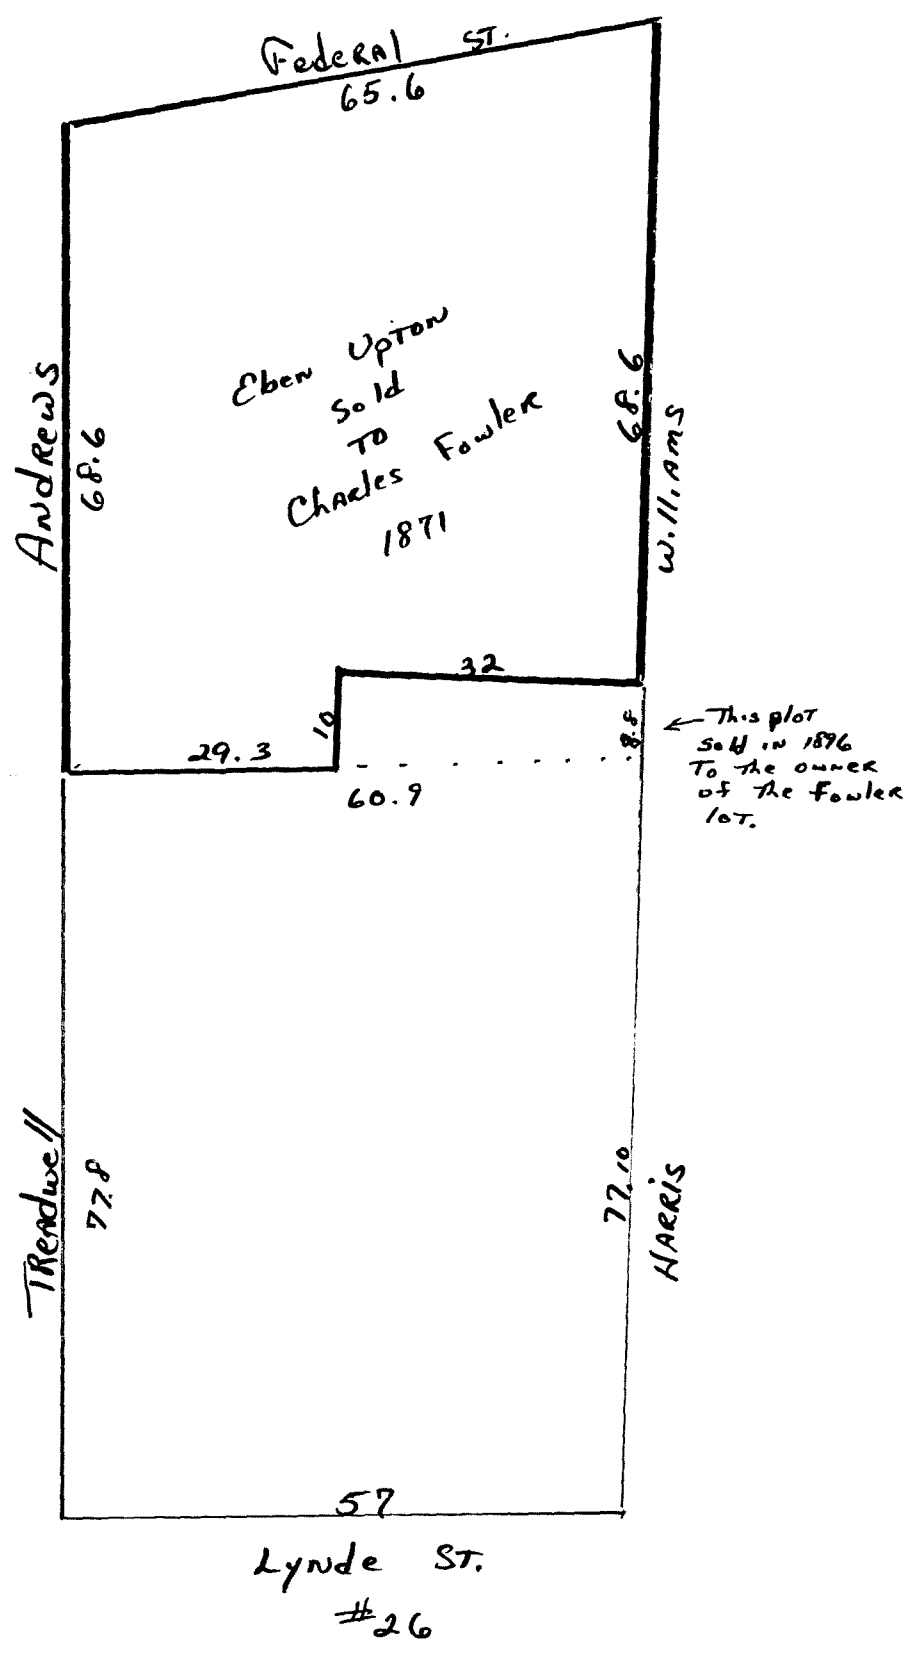 Federal ST.
65.6
Andrews
68.6
Eben Upton
Sold
To
Charles Fowler
1871
68.6
Williams
32
10
29.3
60.9
8.8
This plot
sold in 1896
To the owner
of the Fowler
lot.
Treadwell
77.8
77.10
Harris
57
Lynde ST.
#26